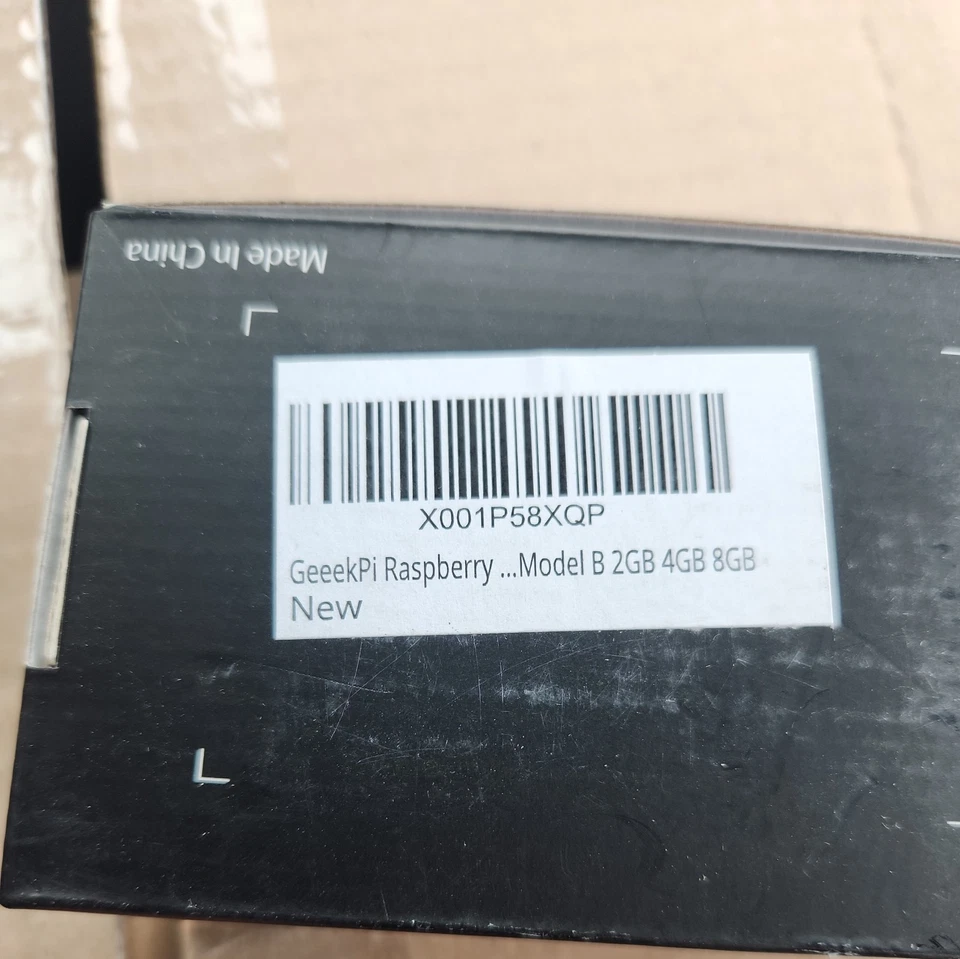 Made In China
X001P58XQP
GeeekPi Raspberry ...Model B 2GB 4GB 8GB
New